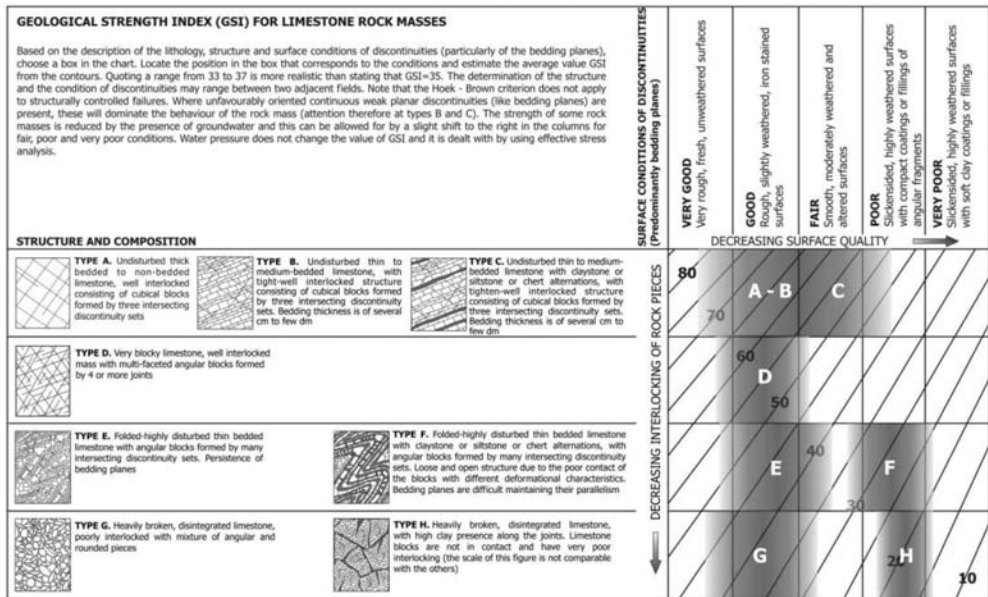 GEOLOGICAL STRENGTH INDEX (GSI) FOR LIMESTONE ROCK MASSES
Based on the description of the lithology, structure and surface conditions of discontinuities (particularly of the bedding planes),
choose a box in the chart. Locate the position in the box that corresponds to the conditions and estimate the average value GSI
from the contours. Quoting a range from 33 to 37 is more realistic than stating that GSI=35. The determination of the structure
and the condition of discontinuities may range between two adjacent fields. Note that the Hoek - Brown criterion does not apply
to structurally controlled failures. Where unfavourably oriented continuous weak planar discontinuities (like bedding planes) are
present, these will dominate the behaviour of the rock mass (attention therefore at types B and C). The strength of some rock
masses is reduced by the presence of groundwater and this can be allowed for by a slight shift to the right in the columns for
fair, poor and very poor conditions. Water pressure does not change the value of GSI and it is dealt with by using effective stress
analysis.
STRUCTURE AND COMPOSITION
SURFACE CONDITIONS OF DISCONTINUITIES
(Predominantly bedding planes)
VERY GOOD
Very rough, fresh, unweathered surfaces
GOOD
Rough, slightly weathered, iron stained
surfaces
FAIR
Smooth, moderately weathered and
altered surfaces
POOR
Slickensided, highly weathered surfaces
with compact coatings or fillings of
angular fragments
VERY POOR
Slickensided, highly weathered surfaces
with soft clay coatings or fillings
DECREASING SURFACE QUALITY
TYPE A. Undisturbed thick
bedded to non-bedded
limestone, well interlocked
consisting of cubical blocks
formed by three intersecting
discontinuity sets
TYPE B. Undisturbed thin to
medium-bedded limestone, with
tight-well interlocked structure
consisting of cubical blocks formed
by three intersecting discontinuity
sets. Bedding thickness is of several
cm to few dm
TYPE C. Undisturbed thin to medium-
bedded limestone with claystone or
siltstone or chert alternations, with
tighten-well interlocked structure
consisting of cubical blocks formed by
three intersecting discontinuity sets.
Bedding thickness is of several cm to
few dm
TYPE D. Very blocky limestone, well interlocked
mass with multi-faceted angular blocks formed
by 4 or more joints
TYPE E. Folded-highly disturbed thin bedded
limestone with angular blocks formed by many
intersecting discontinuity sets. Persistence of
bedding planes
TYPE F. Folded-highly disturbed thin bedded limestone
with claystone or siltstone or chert alternations, with
angular blocks formed by many intersecting discontinuity
sets. Loose and open structure due to the poor contact of
the blocks with different deformational characteristics.
Bedding planes are difficult maintaining their parallelism
TYPE G. Heavily broken, disintegrated limestone,
poorly interlocked with mixture of angular and
rounded pieces
TYPE H. Heavily broken, disintegrated limestone,
with high clay presence along the joints. Limestone
blocks are not in contact and have very poor
interlocking (the scale of this figure is not comparable
with the others)
DECREASING INTERLOCKING OF ROCK PIECES
80
A - B
C
70
60
D
50
40
E
F
30
G
20
H
10